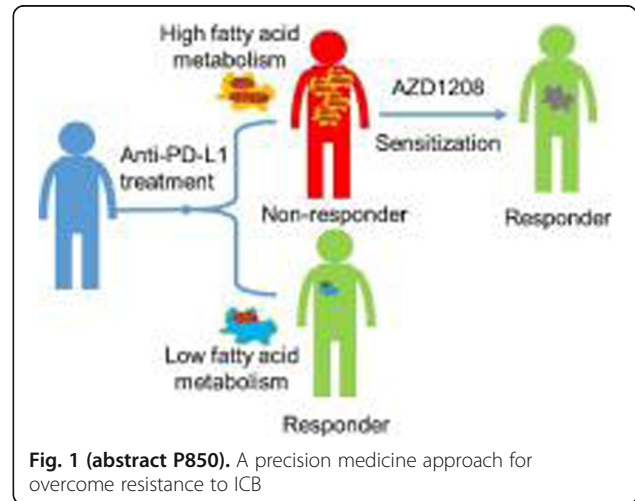 High fatty acid
metabolism
AZD1208
Sensitization
Anti-PD-L1
treatment
Non-responder
Responder
Low fatty acid
metabolism
Responder
Fig. 1 (abstract P850). A precision medicine approach for
overcome resistance to ICB